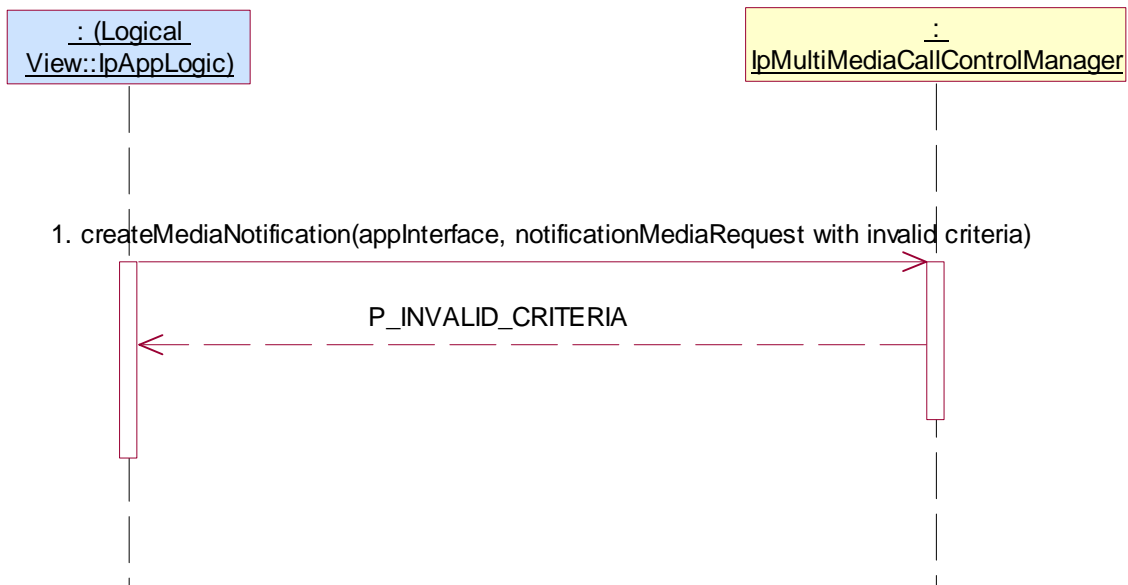 : (Logical
View::IpAppLogic)
:
IpMultiMediaCallControlManager
1. createMediaNotification(appInterface, notificationMediaRequest with invalid criteria)
P_INVALID_CRITERIA